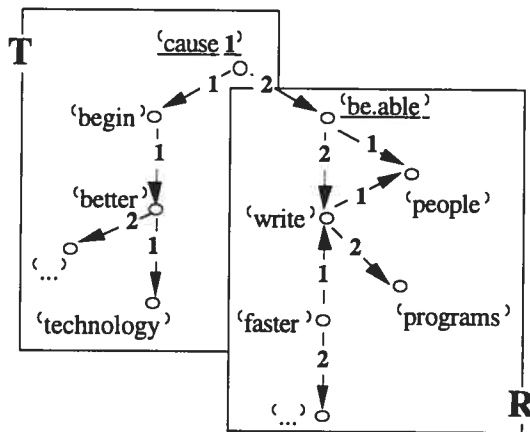 ‘cause 1’
T
1 2
‘begin’ ‘be.able’
1 2 1
‘better’ ‘people’
2 ‘write’ 1
‘...’ 1 2
1
‘technology’ ‘faster’ ‘programs’
2
‘...’
R